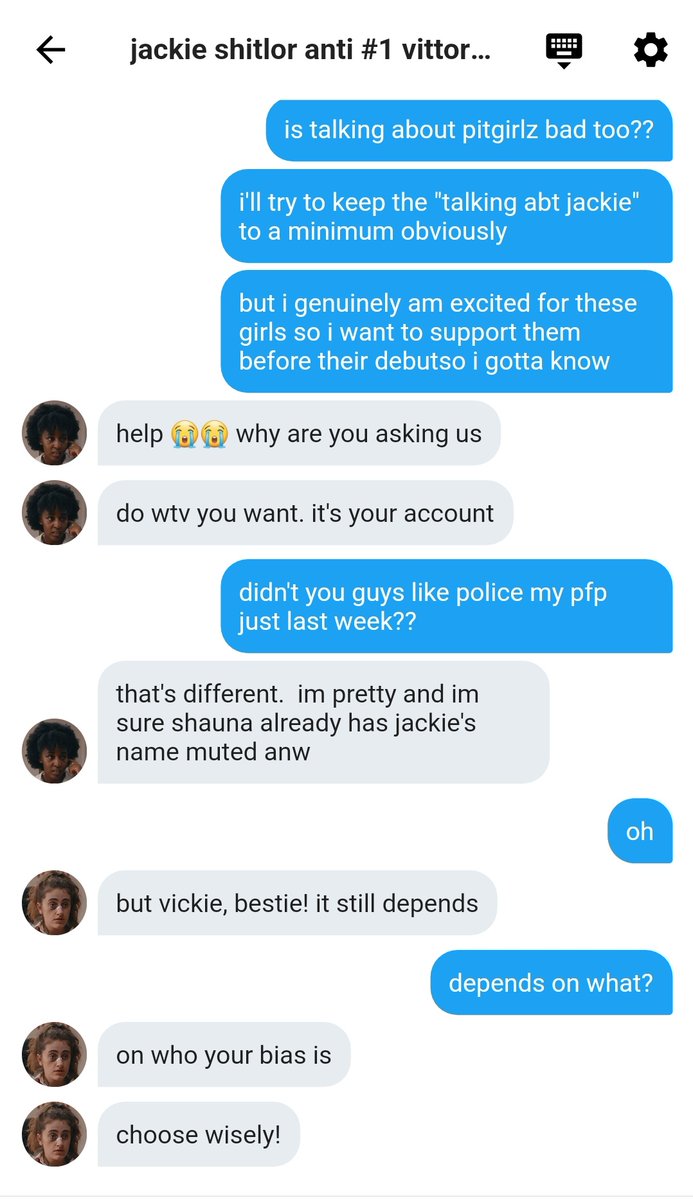 jackie shitlor anti #1 vittor...
is talking about pitgirlz bad too??
i'll try to keep the "talking abt jackie"
to a minimum obviously
but i genuinely am excited for these
girls so i want to support them
before their debutso i gotta know
help 😭😭 why are you asking us
do wtv you want. it's your account
didn't you guys like police my pfp
just last week??
that's different.  im pretty and im
sure shauna already has jackie's
name muted anw
oh
but vickie, bestie! it still depends
depends on what?
on who your bias is
choose wisely!